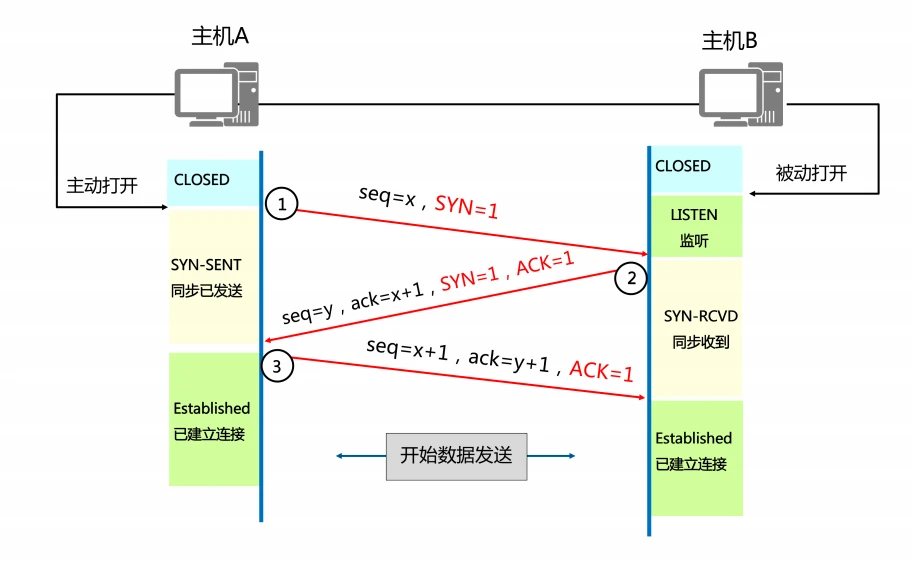 主机A
主机B
主动打开
CLOSED
CLOSED
被动打开
①
seq=x，SYN=1
LISTEN
监听
SYN-SENT
同步已发送
②
seq=y，ack=x+1，SYN=1，ACK=1
SYN-RCVD
同步收到
③
seq=x+1，ack=y+1，ACK=1
Established
已建立连接
开始数据发送
Established
已建立连接